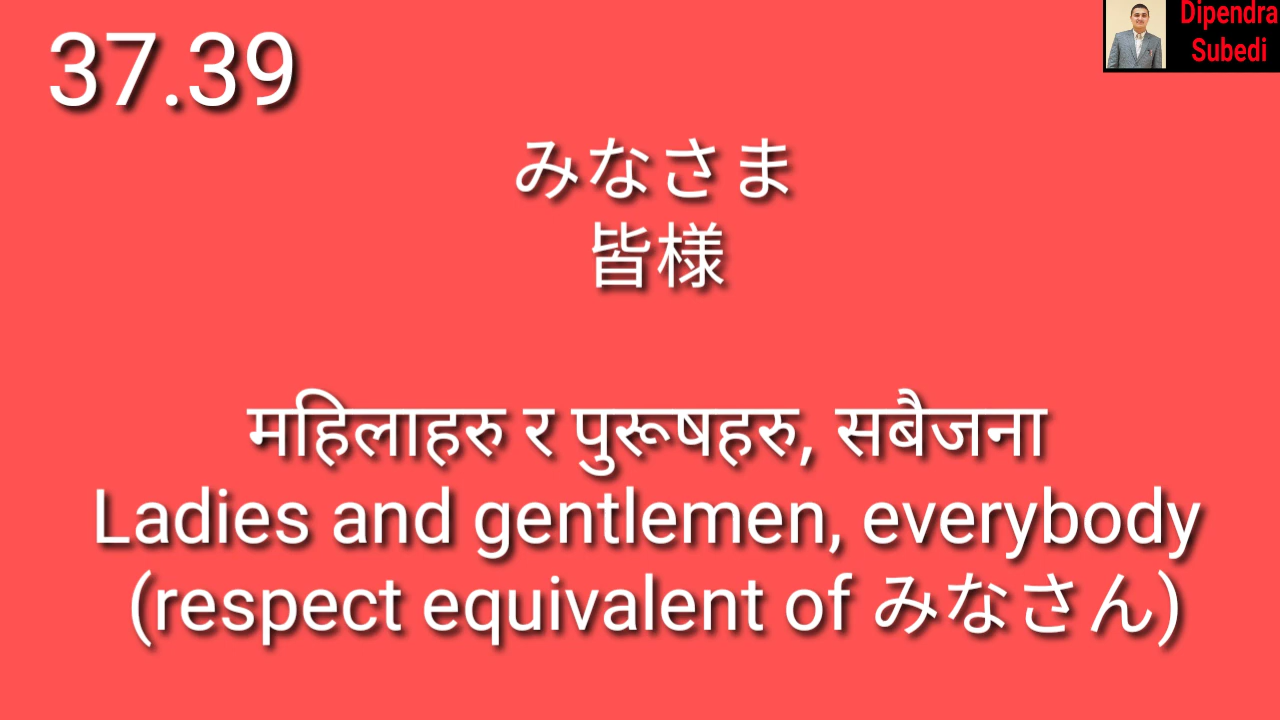 37.39
Dipendra
Subedi
みなさま
皆様
महिलाहरु र पुरूषहरु, सबैजना
Ladies and gentlemen, everybody
(respect equivalent of みなさん)